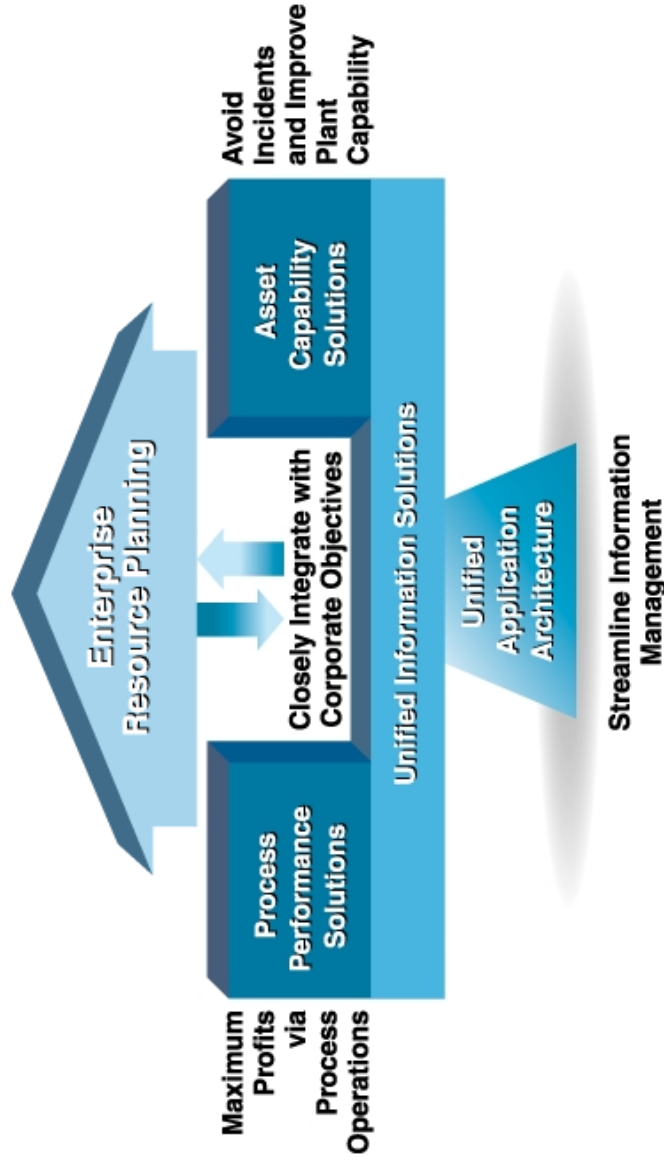 Enterprise
Resource Planning
Maximum
Profits
via
Process
Operations
Process
Performance
Solutions
Closely Integrate with
Corporate Objectives
Asset
Capability
Solutions
Avoid
Incidents
and Improve
Plant
Capability
Unified Information Solutions
Unified
Application
Architecture
Streamline Information
Management